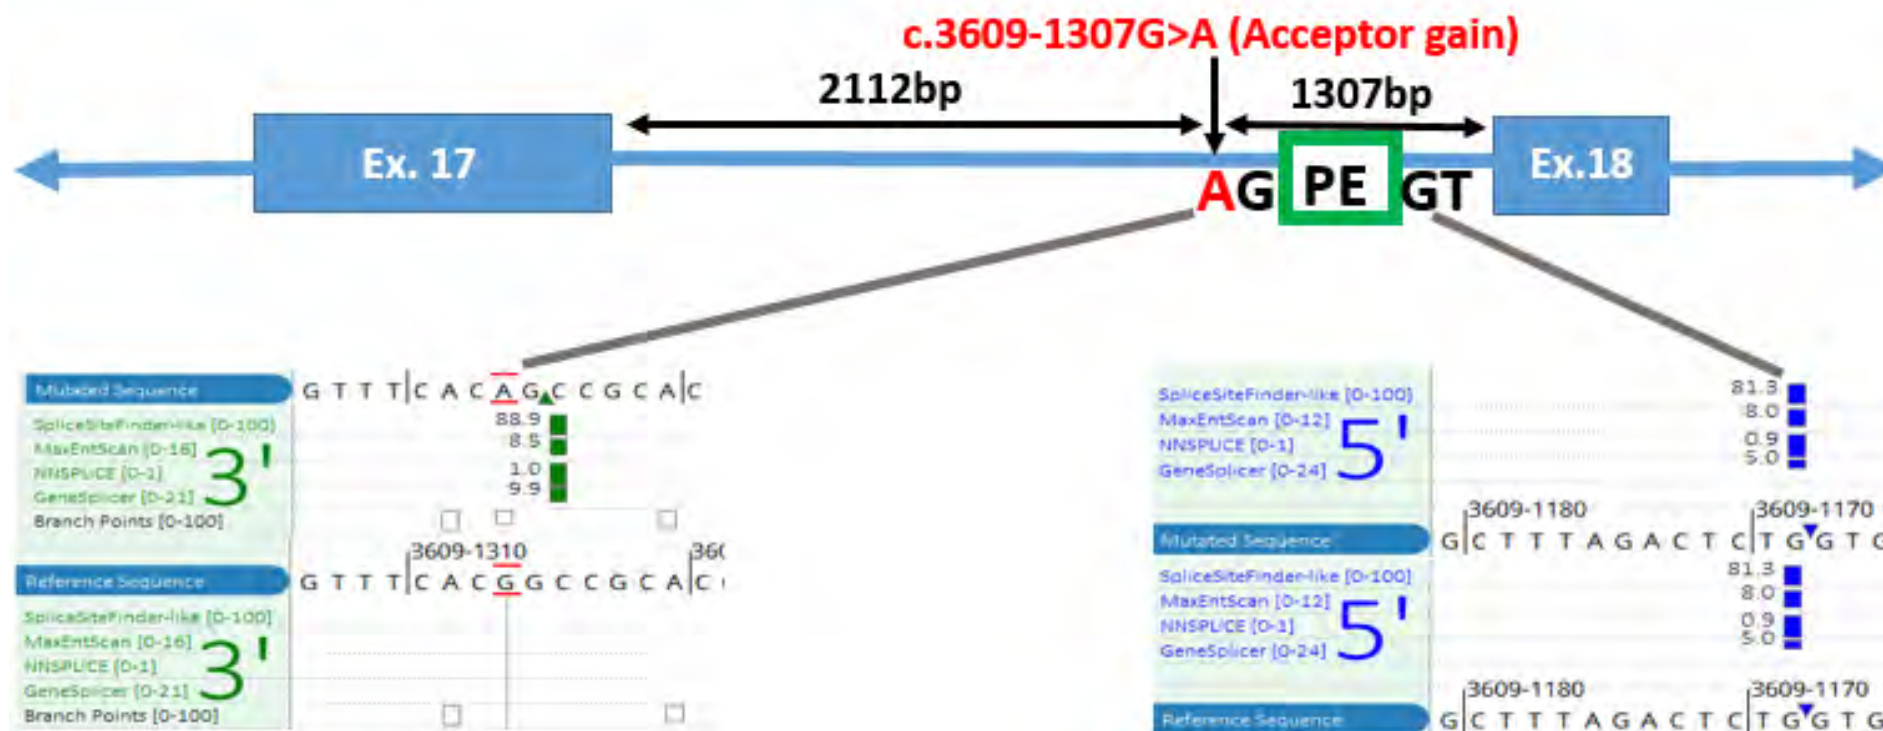 c.3609-1307G>A (Acceptor gain)
2112bp
1307bp
Ex. 17
Ex.18
AG PE GT
Mutated Sequence
G T T T C A C A G C C G C A C
SpliceSiteFinder-like [0-100]
MaxEntScan [0-16]
NNSPLICE [0-1]
GeneSplicer [0-21]
3'
88.9
8.5
1.0
9.9
Branch Points [0-100]
3609-1310
Reference Sequence
G T T T C A C G G C C G C A C
SpliceSiteFinder-like [0-100]
MaxEntScan [0-16]
NNSPLICE [0-1]
GeneSplicer [0-21]
3'
Branch Points [0-100]
SpliceSiteFinder-like [0-100]
MaxEntScan [0-12]
NNSPLICE [0-1]
GeneSplicer [0-24]
5'
81.3
8.0
0.9
5.0
3609-1180
3609-1170
Mutated Sequence
G C T T T A G A C T C T G G T G
SpliceSiteFinder-like [0-100]
MaxEntScan [0-12]
NNSPLICE [0-1]
GeneSplicer [0-24]
5'
81.3
8.0
0.9
5.0
3609-1180
3609-1170
Reference Sequence
G C T T T A G A C T C T G G T G